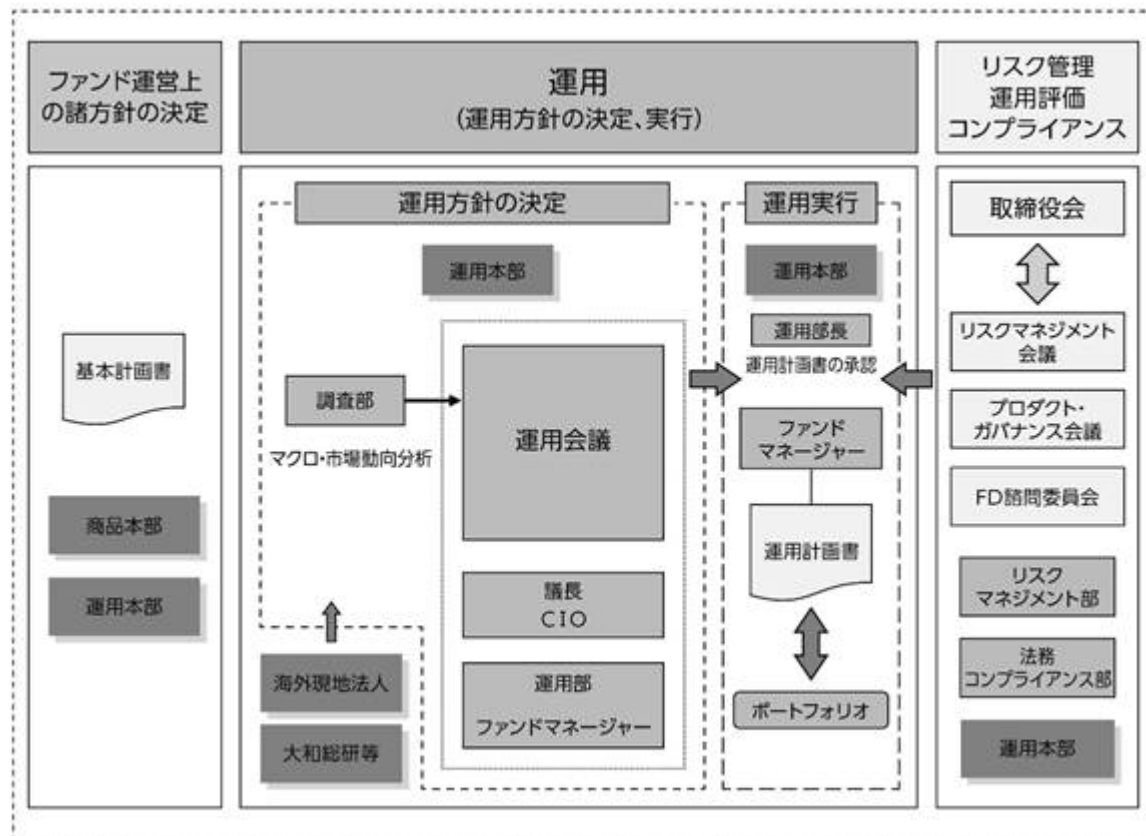 ファンド運営上
の諸方針の決定
運用
(運用方針の決定、実行)
リスク管理
運用評価
コンプライアンス
基本計画書
商品本部
運用本部
運用方針の決定
運用本部
調査部
マクロ・市場動向分析
運用会議
議長
CIO
運用部
ファンドマネージャー
海外現地法人
大和総研等
運用実行
運用本部
運用部長
運用計画書の承認
ファンド
マネージャー
運用計画書
ポートフォリオ
取締役会
リスクマネジメント
会議
プロダクト・
ガバナンス会議
FD諮問委員会
リスク
マネジメント部
法務
コンプライアンス部
運用本部